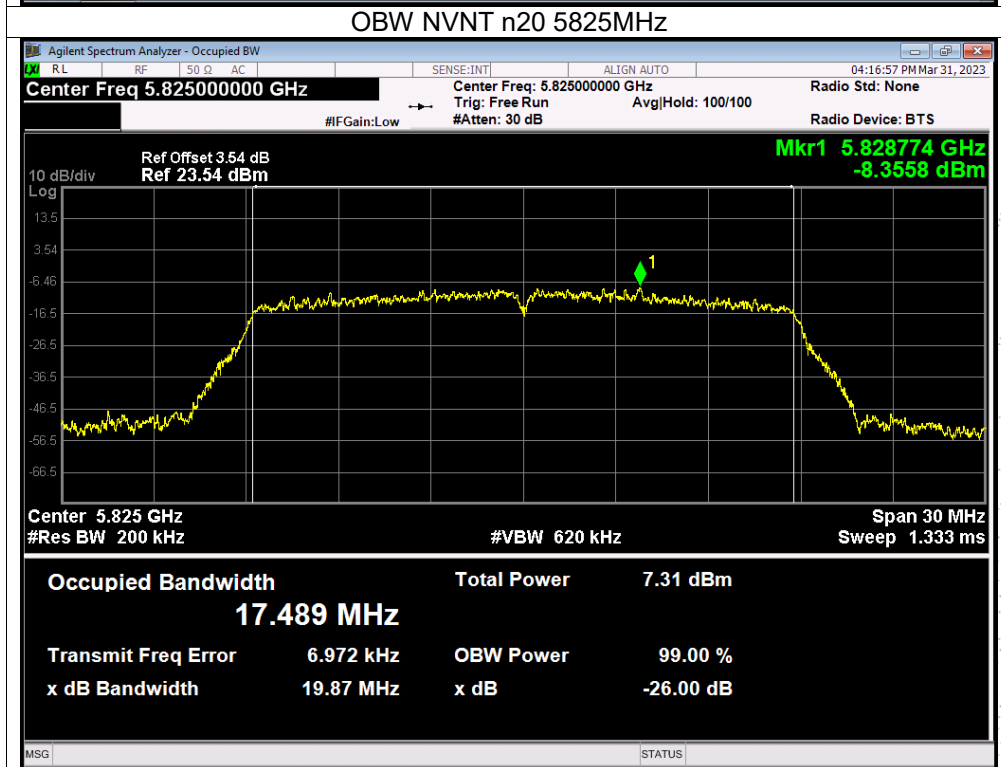 OBW NVNT n20 5825MHz
Agilent Spectrum Analyzer - Occupied BW
LXI RL RF 50 Ω AC SENSE:INT ALIGN AUTO 04:16:57 PM Mar 31, 2023
Center Freq 5.825000000 GHz Center Freq: 5.825000000 GHz Radio Std: None
Trig: Free Run Avg|Hold: 100/100
#IFGain:Low #Atten: 30 dB Radio Device: BTS
Mkr1 5.828774 GHz
Ref Offset 3.54 dB
10 dB/div Ref 23.54 dBm -8.3558 dBm
Log
13.5
3.54
1
-6.46
-16.5
-26.5
-36.5
-46.5
-56.5
-66.5
Center 5.825 GHz Span 30 MHz
#Res BW 200 kHz #VBW 620 kHz Sweep 1.333 ms
Occupied Bandwidth Total Power 7.31 dBm
17.489 MHz
Transmit Freq Error 6.972 kHz OBW Power 99.00 %
x dB Bandwidth 19.87 MHz x dB -26.00 dB
MSG STATUS